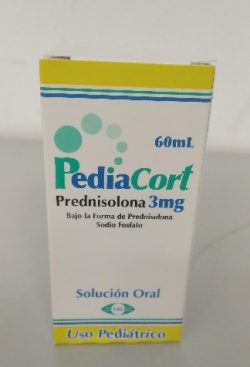 60mL
PediaCort
Prednisolona 3mg
Bajo la Forma de Prednisolona
Sodio Fosfato
Solución Oral
Uso Pediátrico